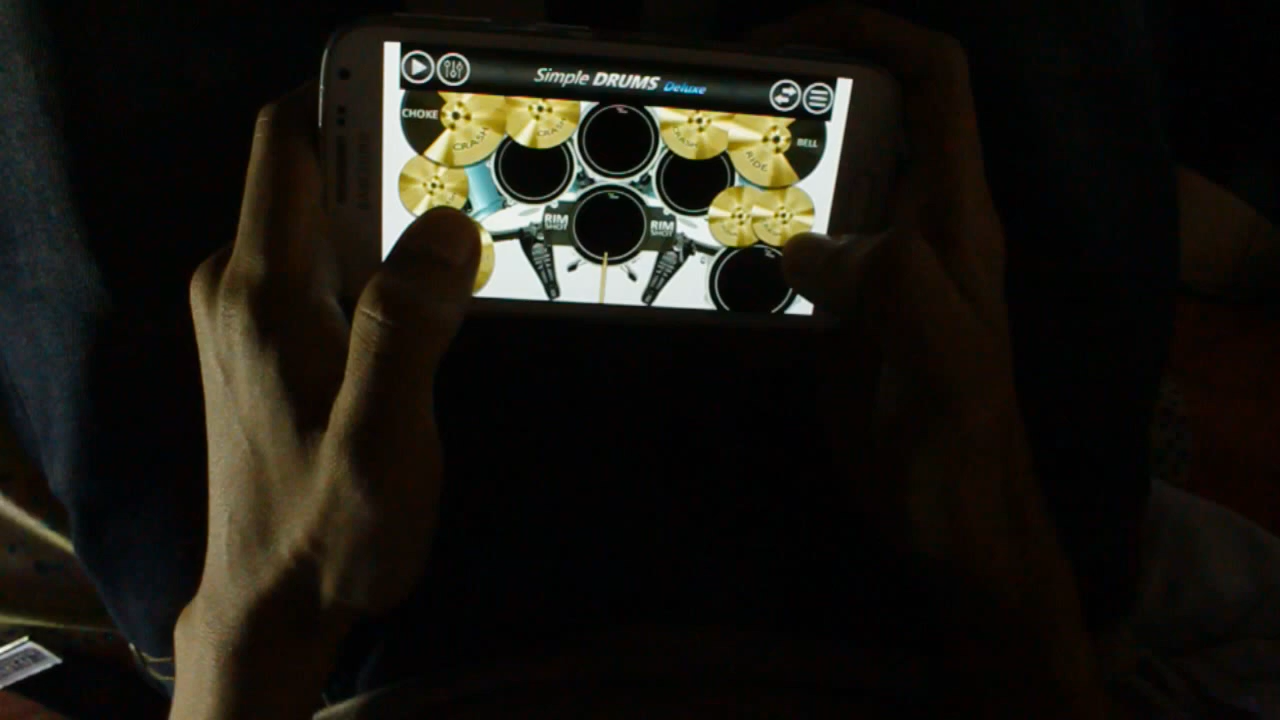 Simple DRUMS Deluxe
CHOKE
CRASH
CRASH
CRASH
RIDE
BELL
RIM
SHOT
RIM
SHOT